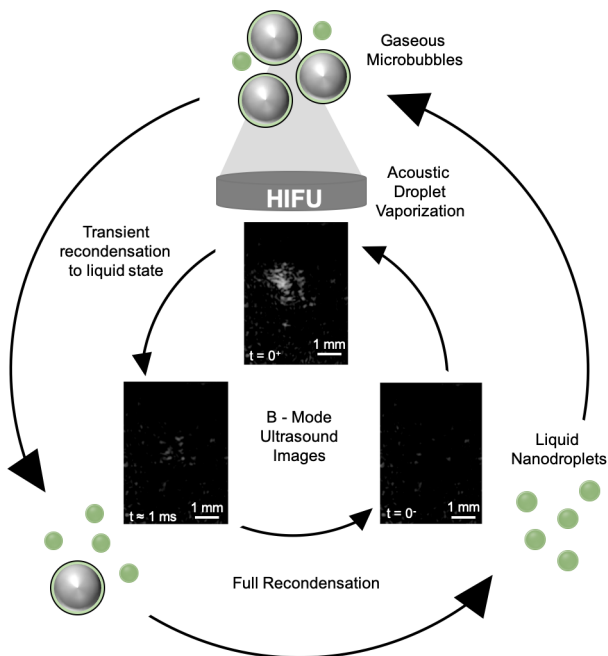 Gaseous
Microbubbles
HIFU
Acoustic
Droplet
Vaporization
Transient
recondensation
to liquid state
t = 0⁺
1 mm
B - Mode
Ultrasound
Images
t ≈ 1 ms
1 mm
t = 0⁻
1 mm
Liquid
Nanodroplets
Full Recondensation